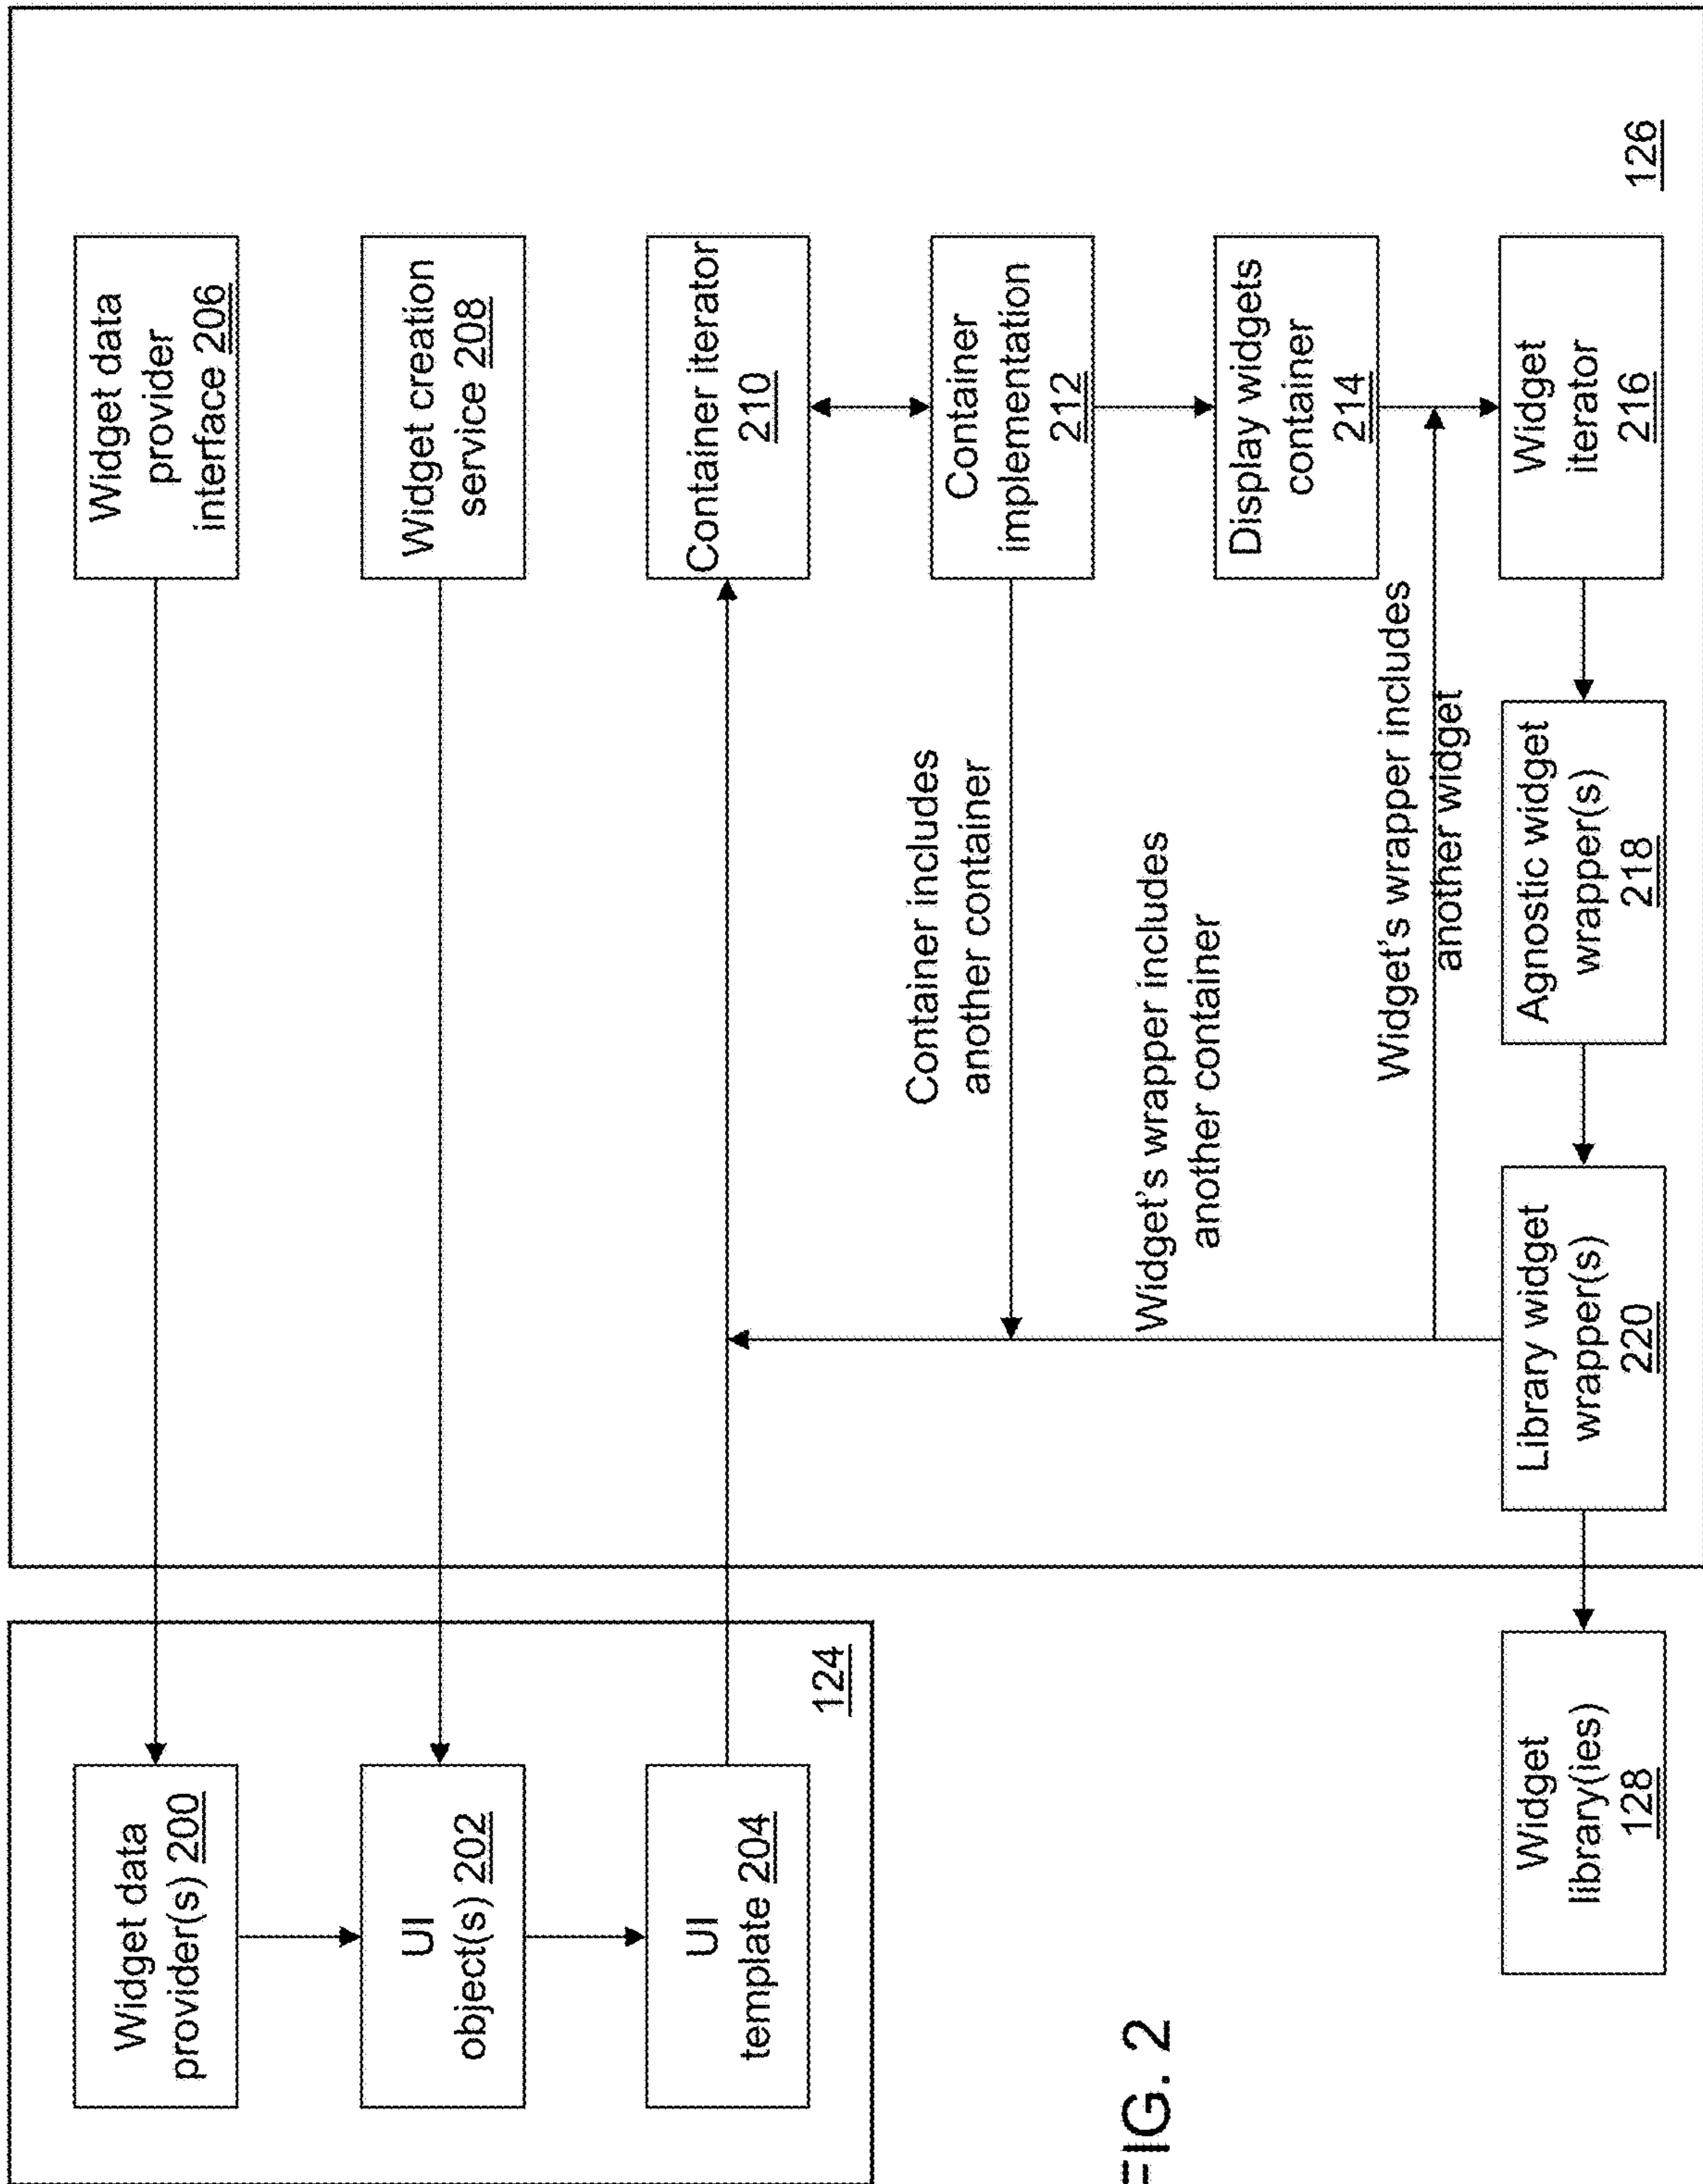 Widget data
provider(s) 200
UI
object(s) 202
UI
template 204
124
Widget data
provider
interface 206
Widget creation
service 208
Container iterator
210
Container
implementation
212
Container includes
another container
Display widgets
container
214
Widget's wrapper includes
another container
Widget's wrapper includes
another widget
Widget
library(ies)
128
Library widget
wrapper(s)
220
Agnostic widget
wrapper(s)
218
Widget
iterator
216
126
FIG. 2